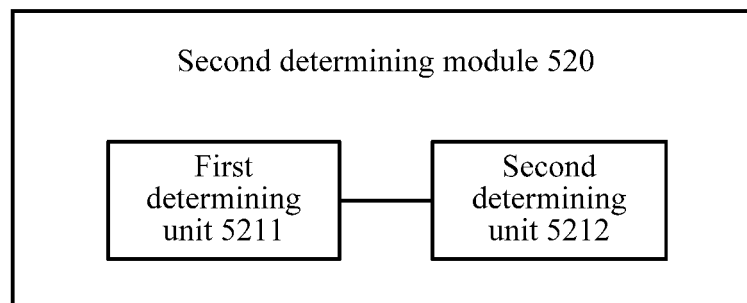 Second determining module 520
First
determining
unit 5211
Second
determining
unit 5212